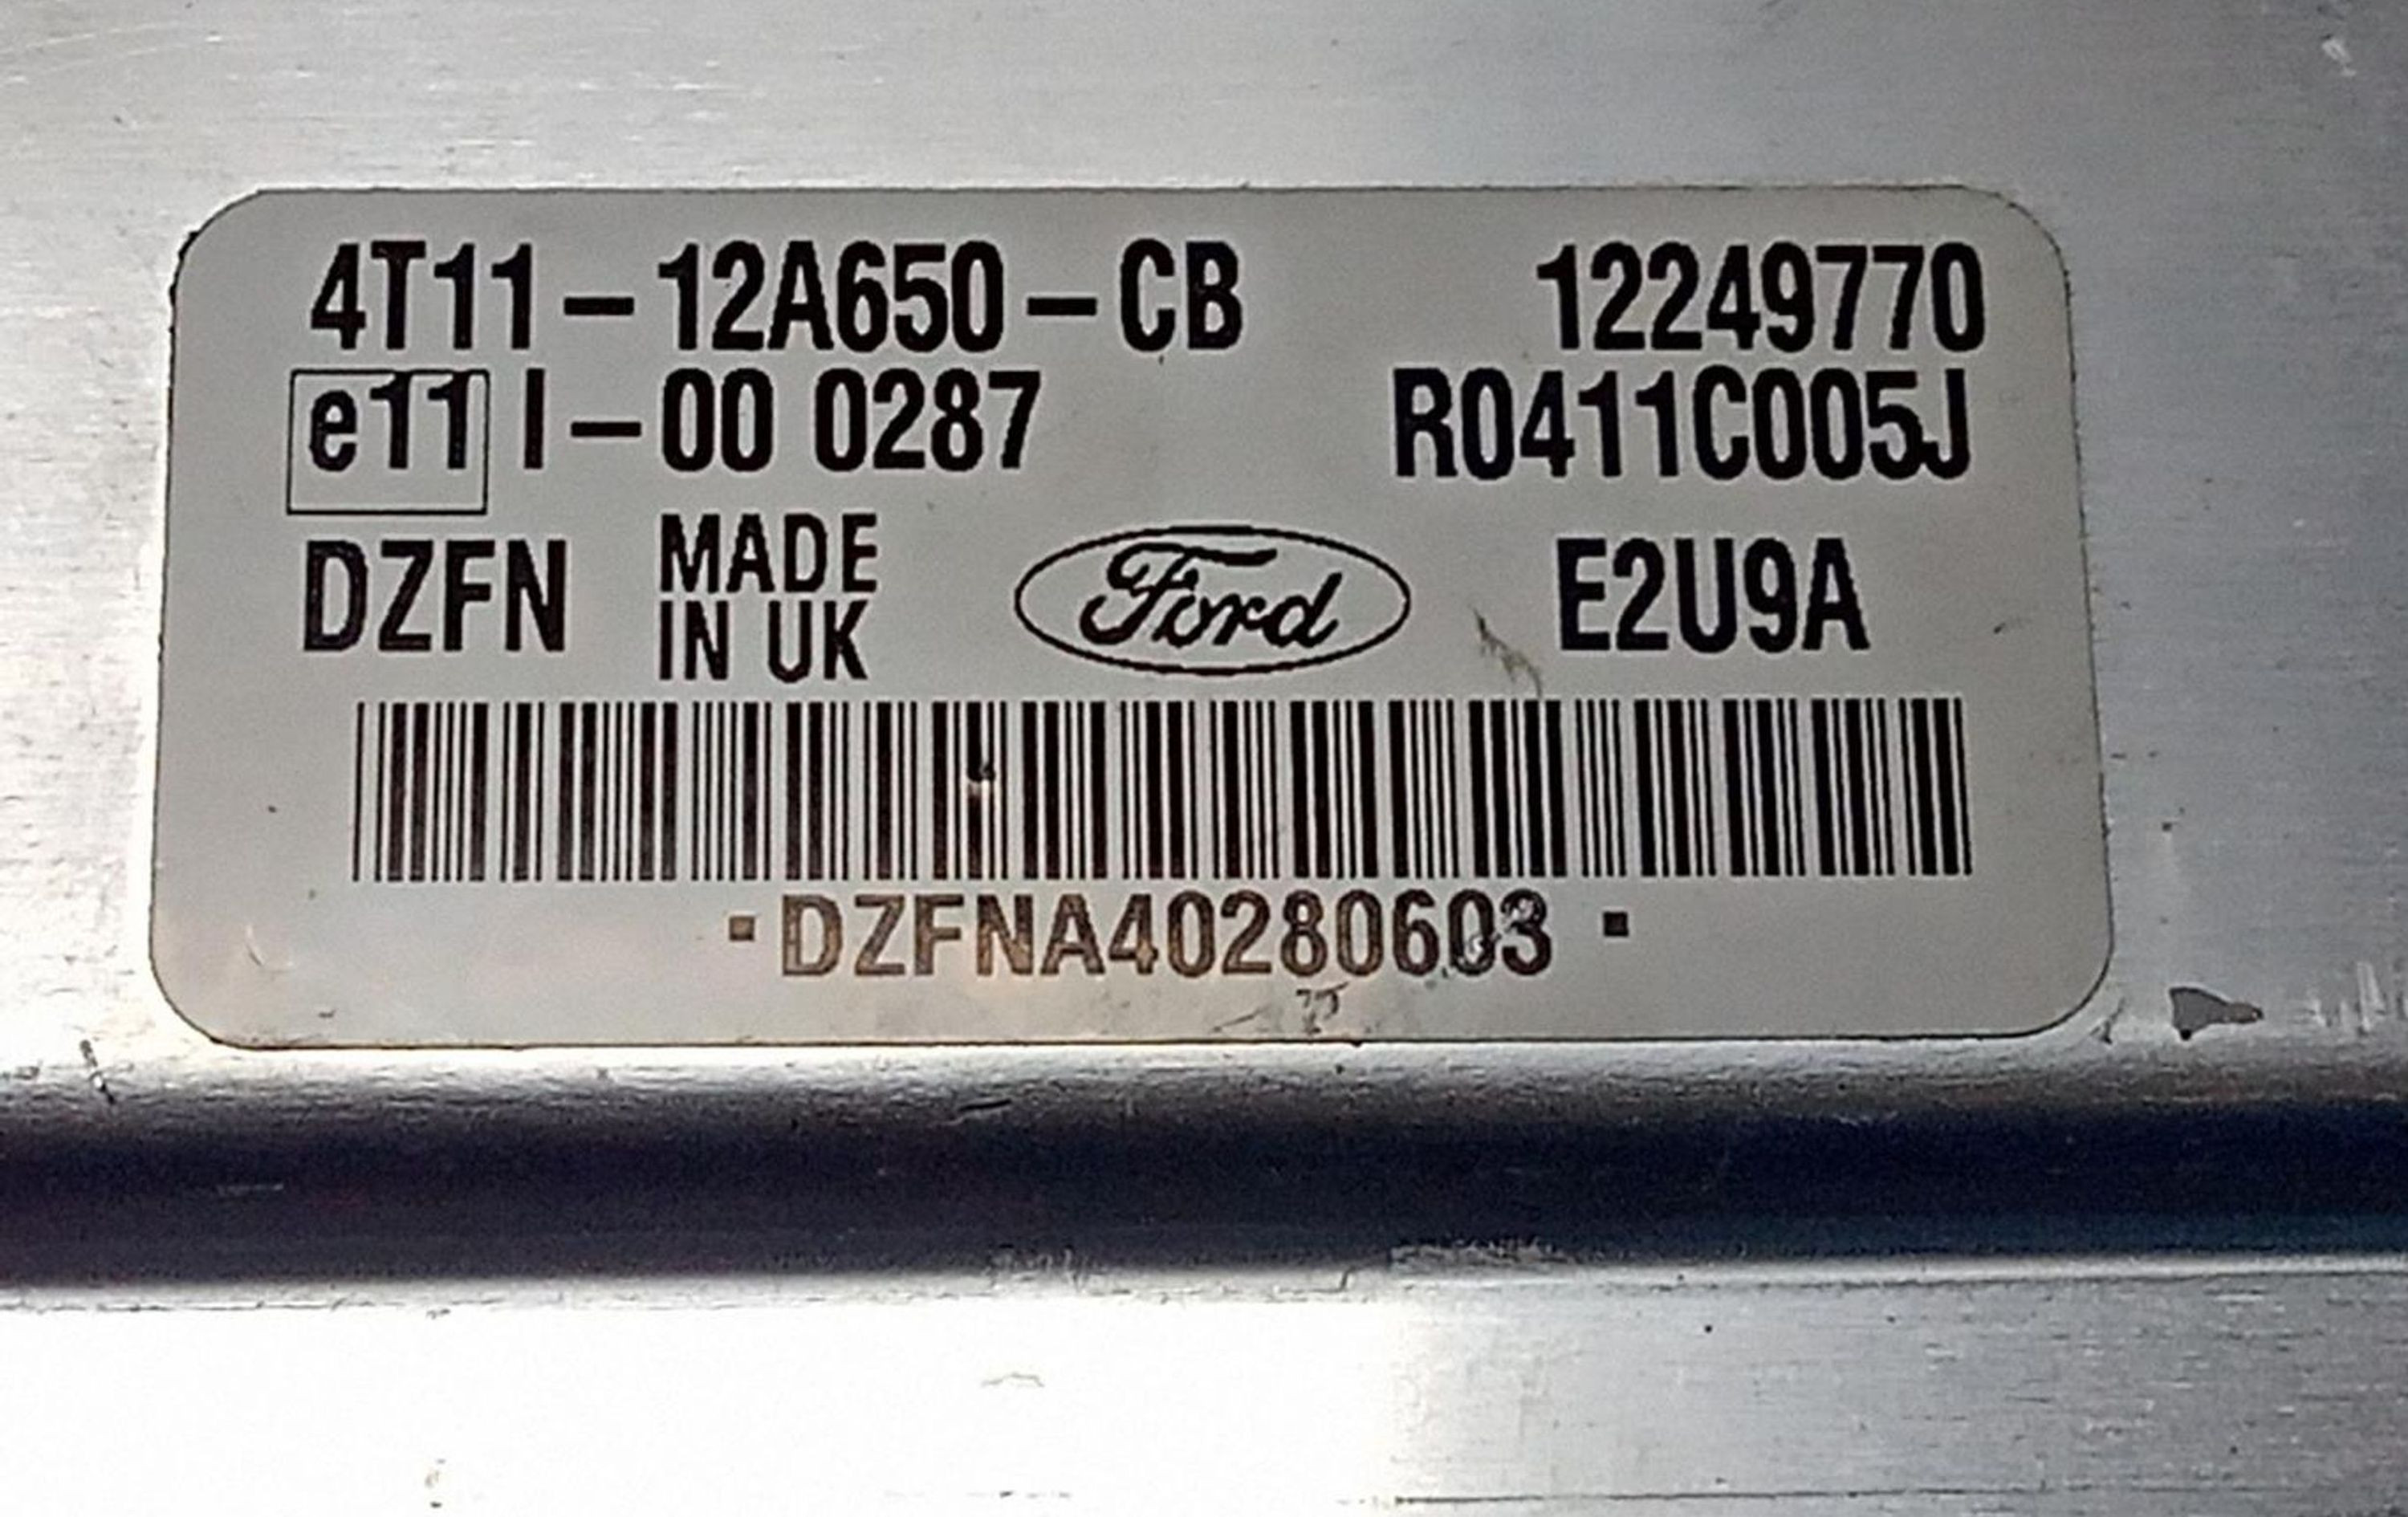 4T11-12A650-CB 12249770
e11 I-00 0287 R0411C005J
DZFN MADE IN UK Ford E2U9A
DZFNA40280603